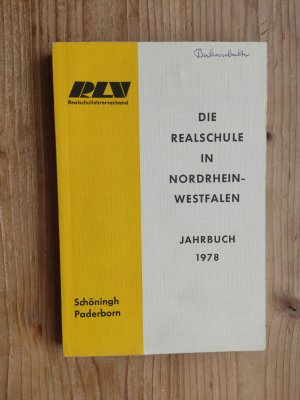 RLV
Realschullehrerverband
DIE
REALSCHULE
IN
NORDRHEIN-
WESTFALEN
JAHRBUCH
1978
Schöningh
Paderborn